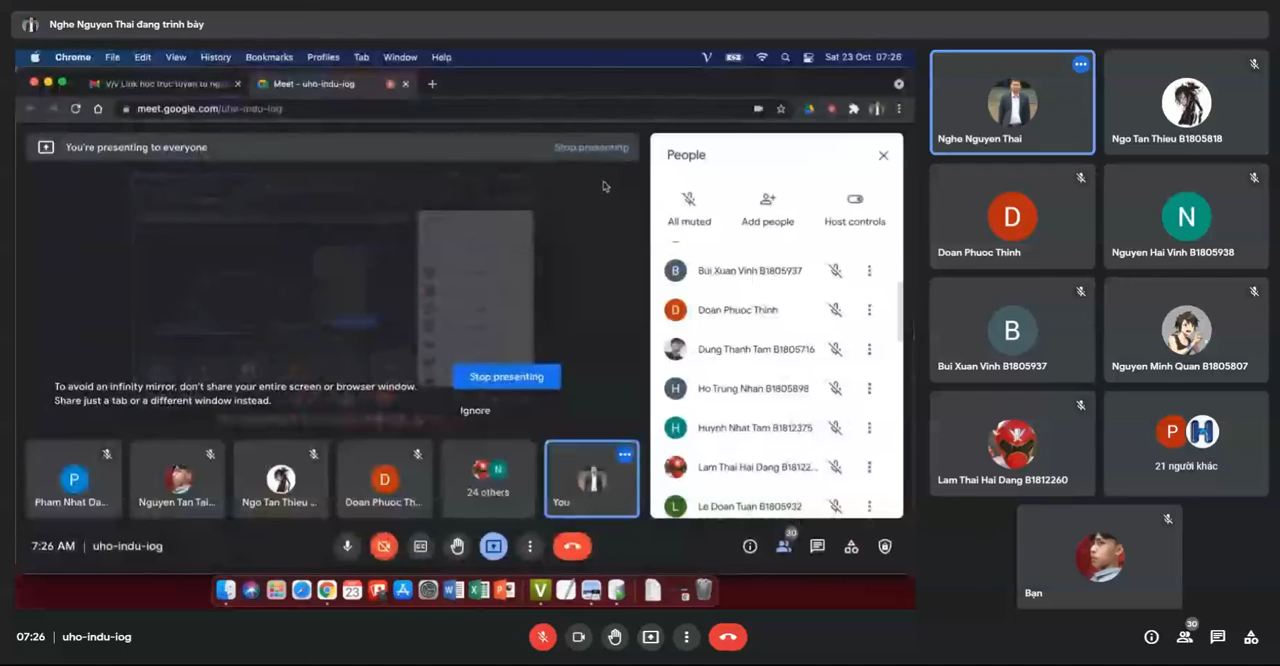 Nghe Nguyen Thai đang trình bày
Chrome File Edit View History Bookmarks Profiles Tab Window Help
Sat 23 Oct 07:26
V/v Link học trực tuyến từ ng...
Meet - uho-indu-iog
meet.google.com/uho-indu-iog
You're presenting to everyone
Stop presenting
To avoid an infinity mirror, don't share your entire screen or browser window.
Share just a tab or a different window instead.
Stop presenting
Ignore
People
All muted
Add people
Host controls
Bui Xuan Vinh B1805937
Doan Phuoc Thinh
Dung Thanh Tam B1805716
Ho Trung Nhan B1805898
Huynh Nhat Tam B1812375
Lam Thai Hai Dang B18122...
Le Doan Tuan B1805932
Pham Nhat Da...
Nguyen Tan Tai...
Ngo Tan Thieu ...
Doan Phuoc Th...
24 others
You
7:26 AM | uho-indu-iog
30
23
Nghe Nguyen Thai
Ngo Tan Thieu B1805818
D
Doan Phuoc Thinh
N
Nguyen Hai Vinh B1805938
B
Bui Xuan Vinh B1805937
Nguyen Minh Quan B1805807
Lam Thai Hai Dang B1812260
P
21 người khác
Bạn
07:26 | uho-indu-iog
30